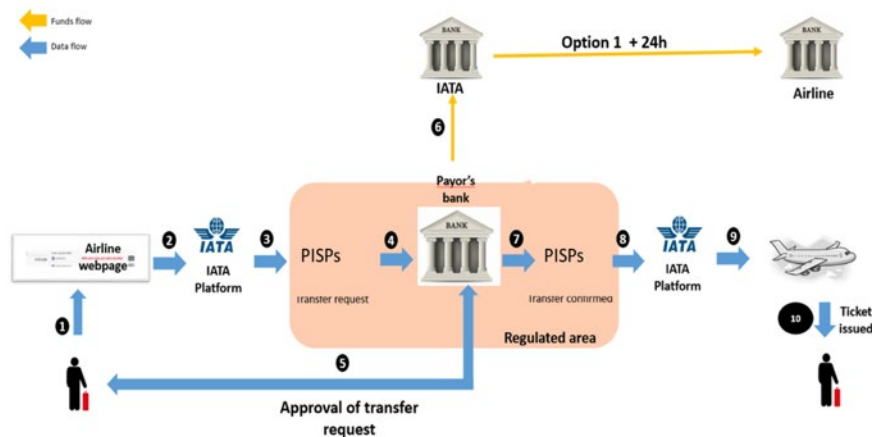 Funds flow
Data flow
BANK
IATA
Option 1 + 24h
BANK
Airline
6
Payor's
bank
Airline
webpage
2
IATA
IATA
Platform
3
PISPs
Transfer request
4
BANK
7
PISPs
Transfer confirmed
8
IATA
IATA
Platform
9
1
Regulated area
10
Ticket
issued
5
Approval of transfer
request